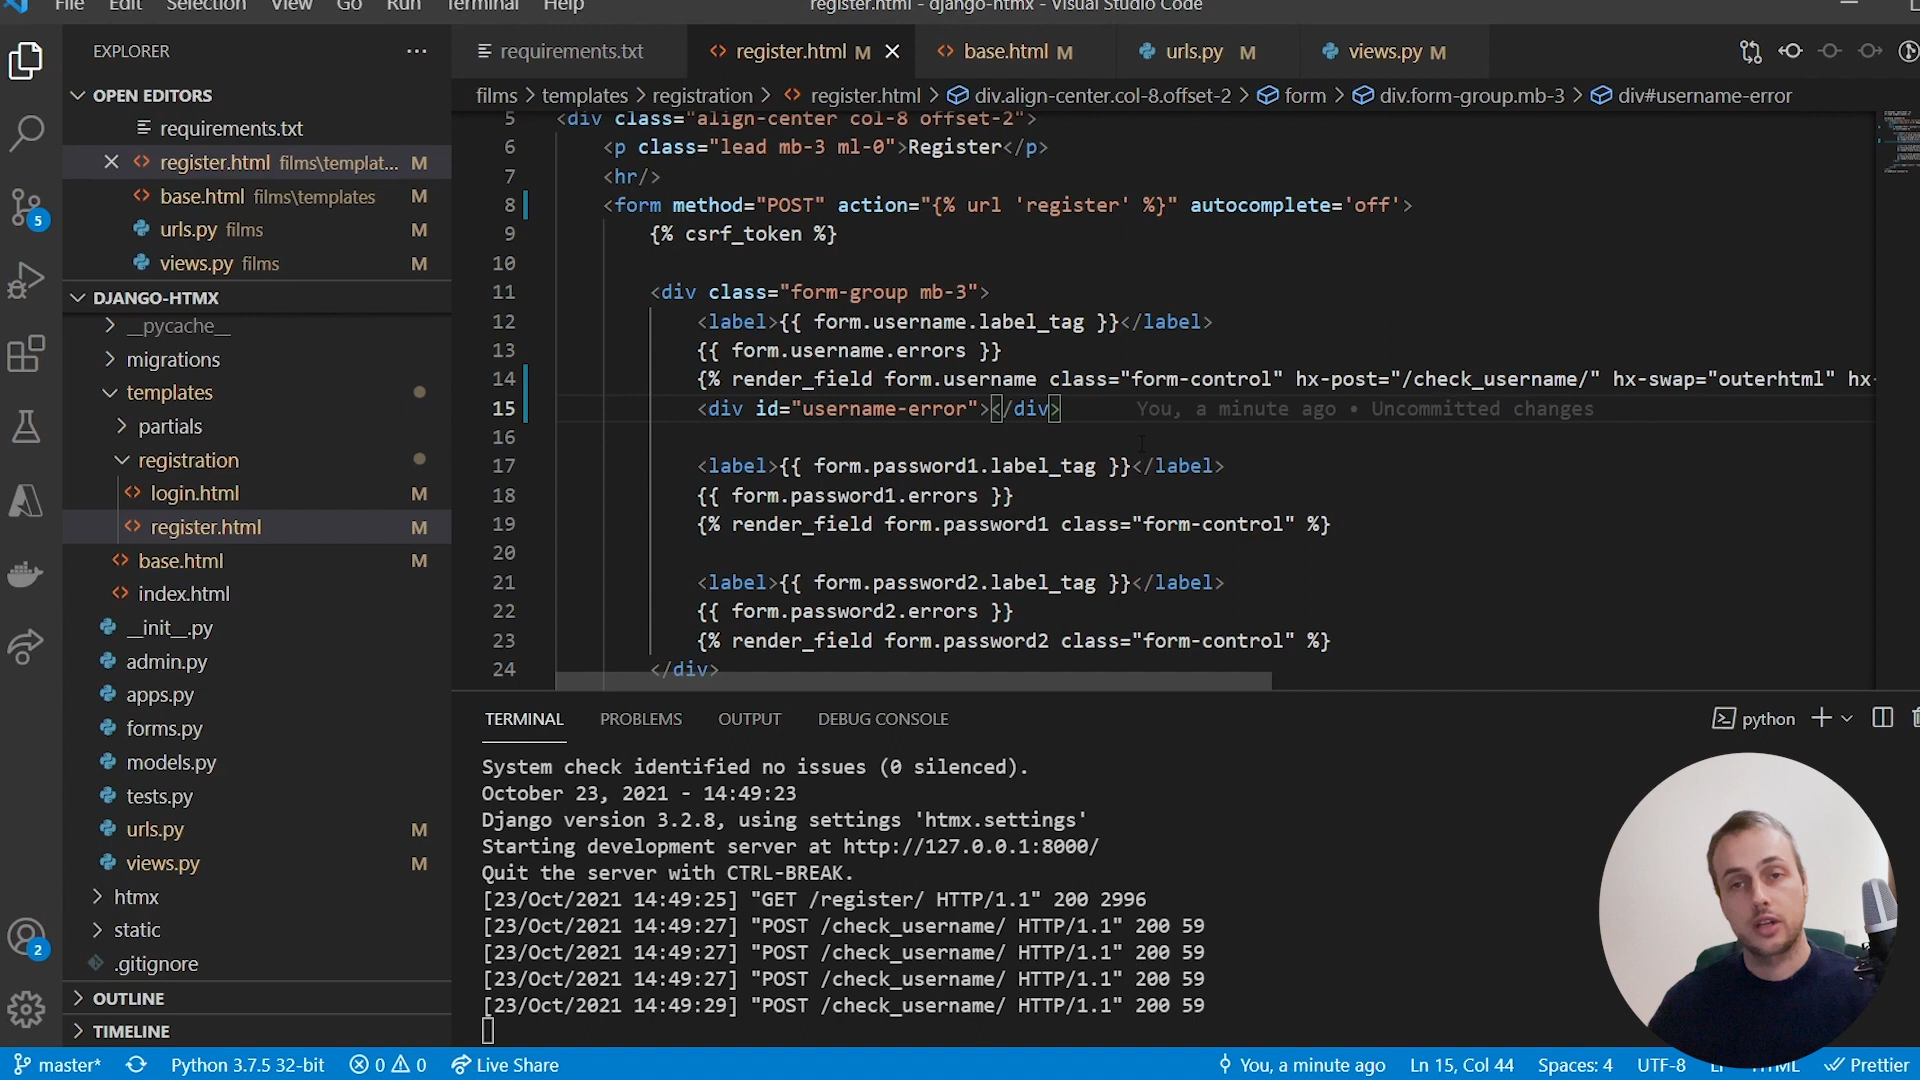 File Edit Selection View Go Run Terminal Help register.html - django-htmx - Visual Studio Code
EXPLORER ···
requirements.txt register.html M base.html M urls.py M views.py M
OPEN EDITORS
requirements.txt
register.html films\templat... M
base.html films\templates M
urls.py films M
views.py films M
DJANGO-HTMX
__pycache__
migrations
templates
partials
registration
login.html M
register.html M
base.html M
index.html
__init__.py
admin.py
apps.py
forms.py
models.py
tests.py
urls.py M
views.py M
htmx
static
.gitignore
OUTLINE
TIMELINE
5
2
films > templates > registration > register.html > div.align-center.col-8.offset-2 > form > div.form-group.mb-3 > div#username-error
5 <div class="align-center col-8 offset-2">
6 <p class="lead mb-3 ml-0">Register</p>
7 <hr/>
8 <form method="POST" action="{% url 'register' %}" autocomplete='off'>
9 {% csrf_token %}
10
11 <div class="form-group mb-3">
12 <label>{{ form.username.label_tag }}</label>
13 {{ form.username.errors }}
14 {% render_field form.username class="form-control" hx-post="/check_username/" hx-swap="outerhtml" hx-
15 <div id="username-error"></div> You, a minute ago • Uncommitted changes
16
17 <label>{{ form.password1.label_tag }}</label>
18 {{ form.password1.errors }}
19 {% render_field form.password1 class="form-control" %}
20
21 <label>{{ form.password2.label_tag }}</label>
22 {{ form.password2.errors }}
23 {% render_field form.password2 class="form-control" %}
24 </div>
TERMINAL PROBLEMS OUTPUT DEBUG CONSOLE python
System check identified no issues (0 silenced).
October 23, 2021 - 14:49:23
Django version 3.2.8, using settings 'htmx.settings'
Starting development server at http://127.0.0.1:8000/
Quit the server with CTRL-BREAK.
[23/Oct/2021 14:49:25] "GET /register/ HTTP/1.1" 200 2996
[23/Oct/2021 14:49:27] "POST /check_username/ HTTP/1.1" 200 59
[23/Oct/2021 14:49:27] "POST /check_username/ HTTP/1.1" 200 59
[23/Oct/2021 14:49:27] "POST /check_username/ HTTP/1.1" 200 59
[23/Oct/2021 14:49:29] "POST /check_username/ HTTP/1.1" 200 59
master* Python 3.7.5 32-bit 0 0 Live Share You, a minute ago Ln 15, Col 44 Spaces: 4 UTF-8 HTML Prettier